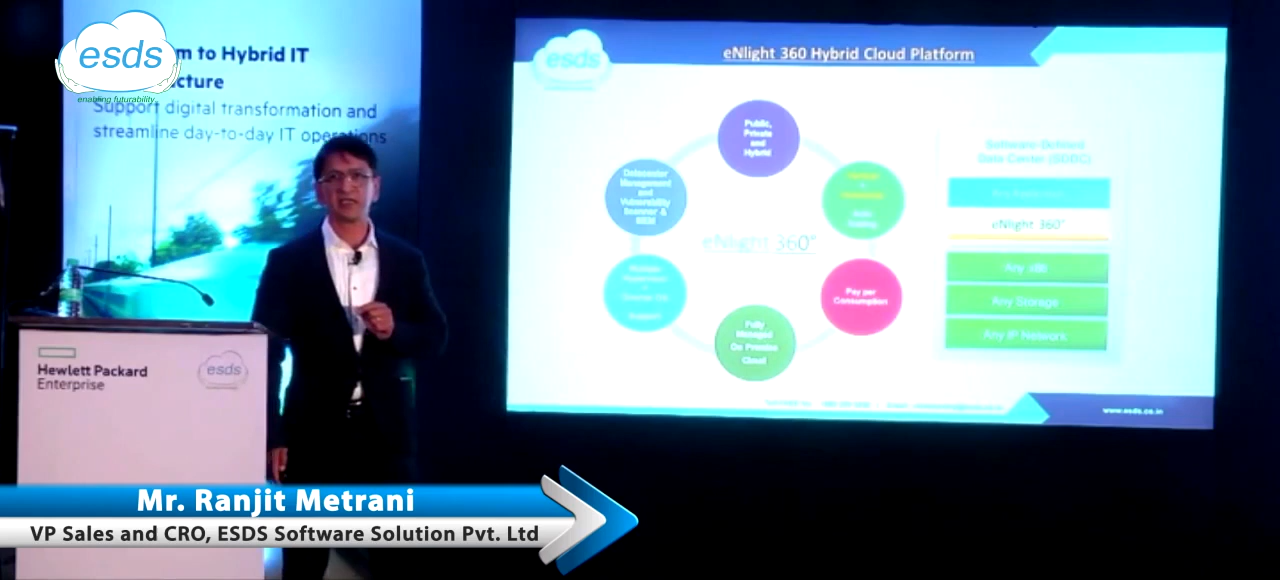 esds
enabling futurability
m to Hybrid IT
cture
Support digital transformation and
streamline day-to-day IT operations
Hewlett Packard
Enterprise
esds
esds
eNlight 360 Hybrid Cloud Platform
Public,
Private
and
Hybrid
Datacenter
Management
and
Vulnerability
Scanner &
eNlight 360°
Pay per
Consumption
Fully
Managed
On Premise
Cloud
Software Defined
Data Center (SDDC)
eNlight 360°
Any x86
Any Storage
Any IP Network
www.esds.co.in
Mr. Ranjit Metrani
VP Sales and CRO, ESDS Software Solution Pvt. Ltd